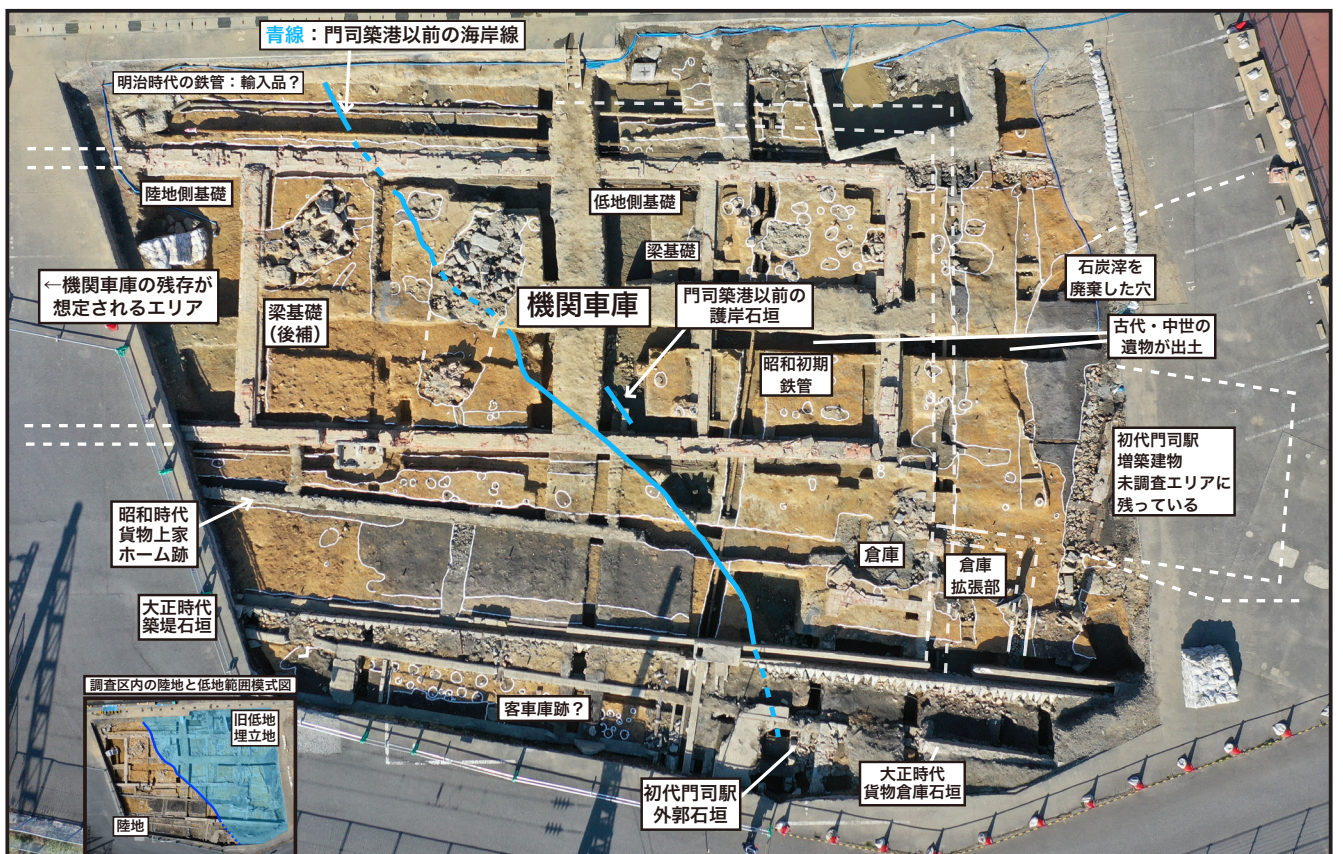 青線：門司築港以前の海岸線
明治時代の鉄管：輸入品？
陸地側基礎
低地側基礎
梁基礎
←機関車庫の残存が
想定されるエリア
梁基礎
（後補）
機関車庫
門司築港以前の
護岸石垣
石炭滓を
廃棄した穴
古代・中世の
遺物が出土
昭和初期
鉄管
初代門司駅
増築建物
未調査エリアに
残っている
昭和時代
貨物上家
ホーム跡
倉庫
倉庫
拡張部
大正時代
築堤石垣
調査区内の陸地と低地範囲模式図
旧低地
埋立地
陸地
客車庫跡？
初代門司駅
外郭石垣
大正時代
貨物倉庫石垣